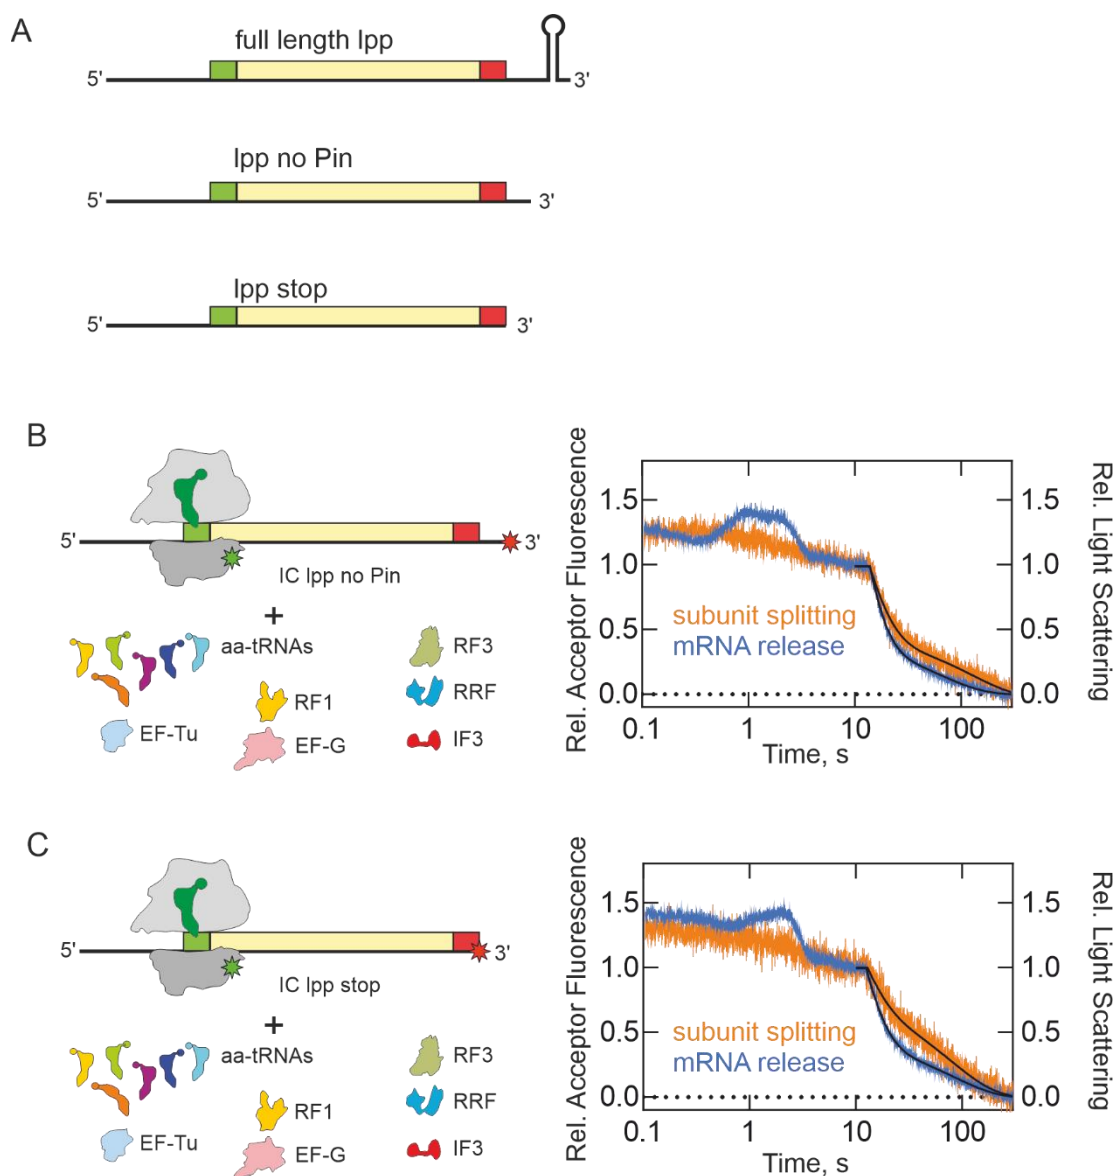 A
full length lpp
5' 3'
lpp no Pin
5' 3'
lpp stop
5' 3'
B
5' 3'
IC lpp no Pin
+
aa-tRNAs
EF-Tu
RF1
EF-G
RF3
RRF
IF3
Rel. Acceptor Fluorescence
1.5
1.0
0.5
0.0
subunit splitting
mRNA release
0.1 1 10 100
Time, s
1.5
1.0
0.5
0.0
Rel. Light Scattering
C
5' 3'
IC lpp stop
+
aa-tRNAs
EF-Tu
RF1
EF-G
RF3
RRF
IF3
Rel. Acceptor Fluorescence
1.5
1.0
0.5
0.0
subunit splitting
mRNA release
0.1 1 10 100
Time, s
1.5
1.0
0.5
0.0
Rel. Light Scattering